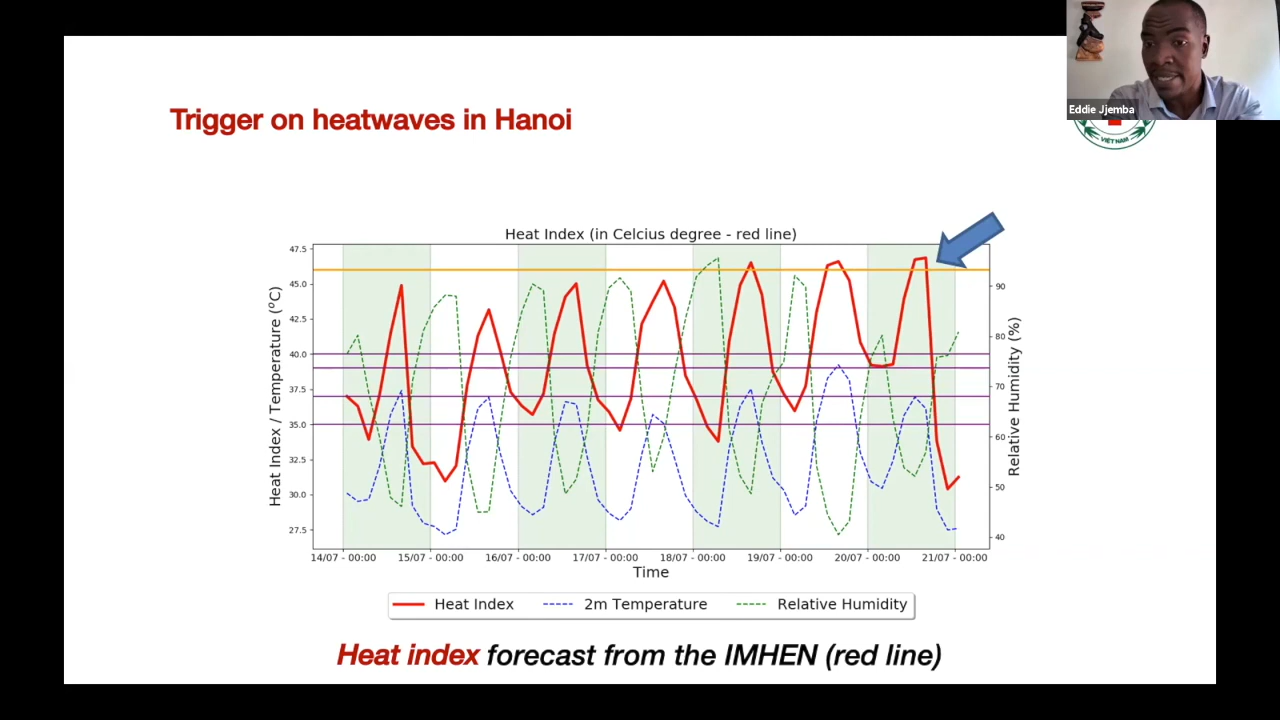 Eddie Jjemba
VIỆT NAM
Trigger on heatwaves in Hanoi
Heat Index (in Celcius degree - red line)
47.5
45.0
42.5
40.0
37.5
35.0
32.5
30.0
27.5
Heat Index / Temperature (°C)
90
80
70
60
50
40
Relative Humidity (%)
14/07 - 00:00 15/07 - 00:00 16/07 - 00:00 17/07 - 00:00 18/07 - 00:00 19/07 - 00:00 20/07 - 00:00 21/07 - 00:00
Time
Heat Index 2m Temperature Relative Humidity
Heat index forecast from the IMHEN (red line)